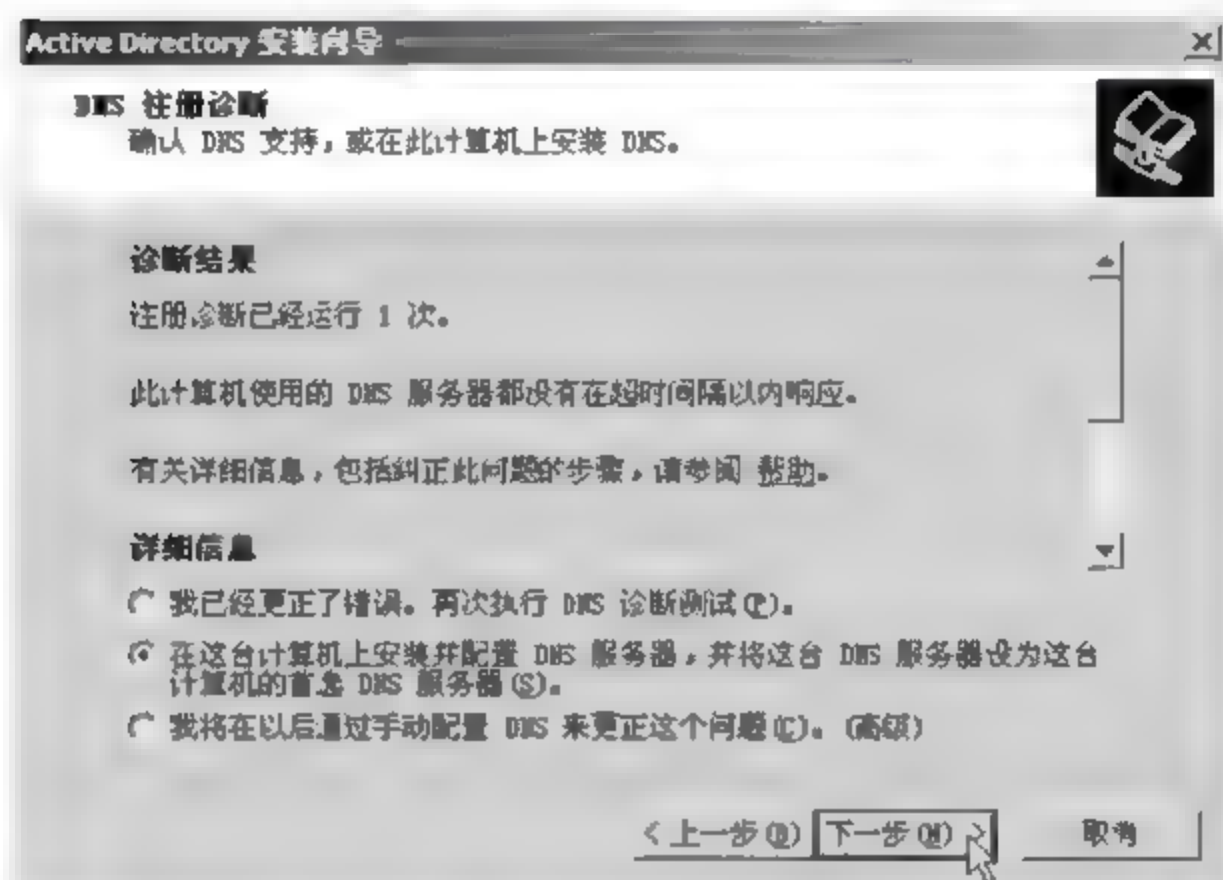 Active Directory 安装向导
DNS 注册诊断
确认 DNS 支持,或在此计算机上安装 DNS。
诊断结果
注册诊断已经运行 1 次。
此计算机使用的 DNS 服务器都没有在超时间隔以内响应。
有关详细信息,包括纠正此问题的步骤,请参阅 帮助。
详细信息
我已经更正了错误。再次执行 DNS 诊断测试(P)。
在这台计算机上安装并配置 DNS 服务器,并将这台 DNS 服务器设为这台
计算机的首选 DNS 服务器(S)。
我将在以后通过手动配置 DNS 来更正这个问题(C)。(高级)
< 上一步(B) 下一步(N) > 取消